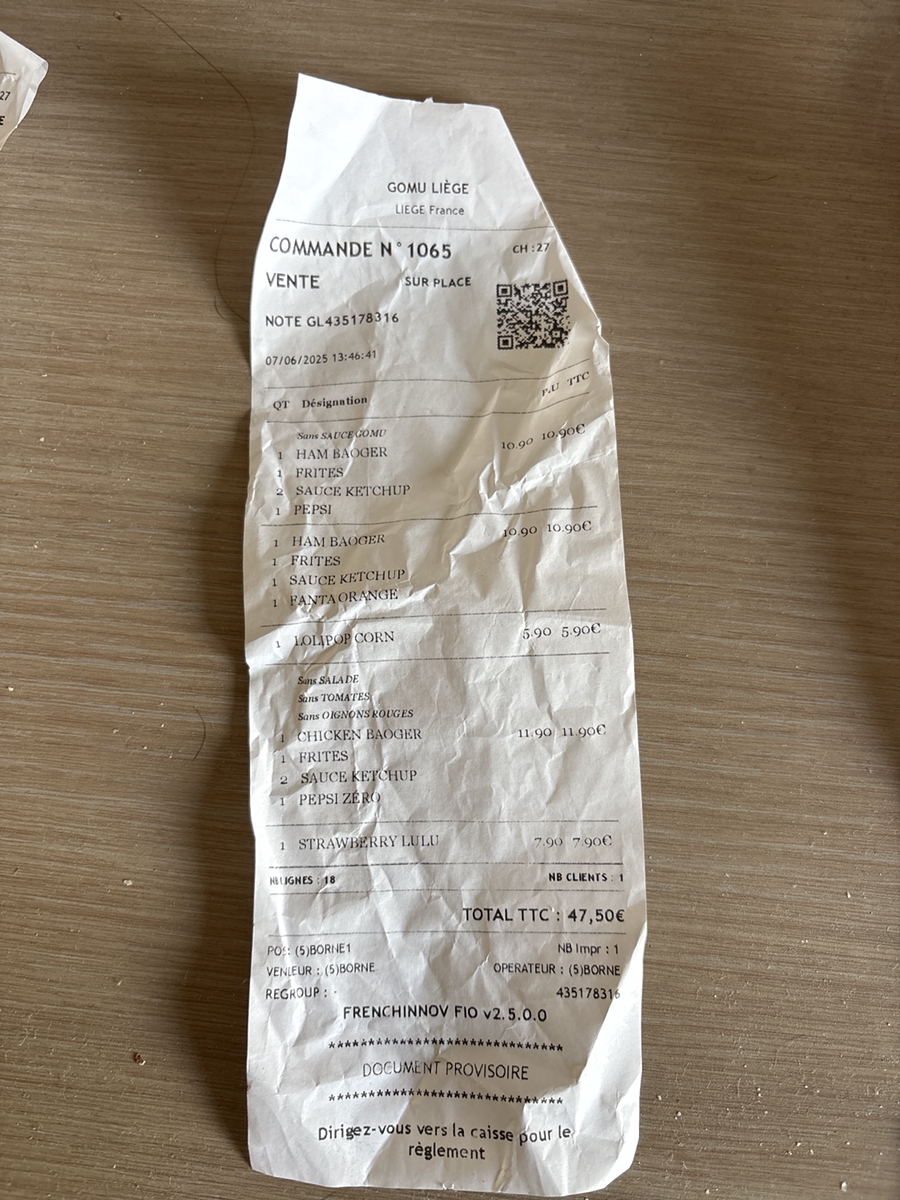 27
E
GOMU LIÈGE
LIEGE France
COMMANDE N° 1065 CH :27
VENTE SUR PLACE
NOTE GL435178316
07/06/2025 13:46:41
QT Désignation P.U TTC
Sans SAUCE GOMU
1 HAM BAOGER 10.90 10.90€
1 FRITES
2 SAUCE KETCHUP
1 PEPSI
1 HAM BAOGER 10.90 10.90€
1 FRITES
1 SAUCE KETCHUP
1 FANTA ORANGE
1 LOLIPOP CORN 5.90 5.90€
Sans SALADE
Sans TOMATES
Sans OIGNONS ROUGES
1 CHICKEN BAOGER 11.90 11.90€
1 FRITES
2 SAUCE KETCHUP
1 PEPSI ZÉRO
1 STRAWBERRY LULU 7.90 7.90€
NB LIGNES : 18 NB CLIENTS : 1
TOTAL TTC : 47,50€
POS: (5)BORNE1 NB Impr : 1
VENDEUR : (5)BORNE OPERATEUR : (5)BORNE
REGROUP : - 435178316
FRENCHINNOV FIO v2.5.0.0
****************************
DOCUMENT PROVISOIRE
****************************
Dirigez-vous vers la caisse pour le
règlement